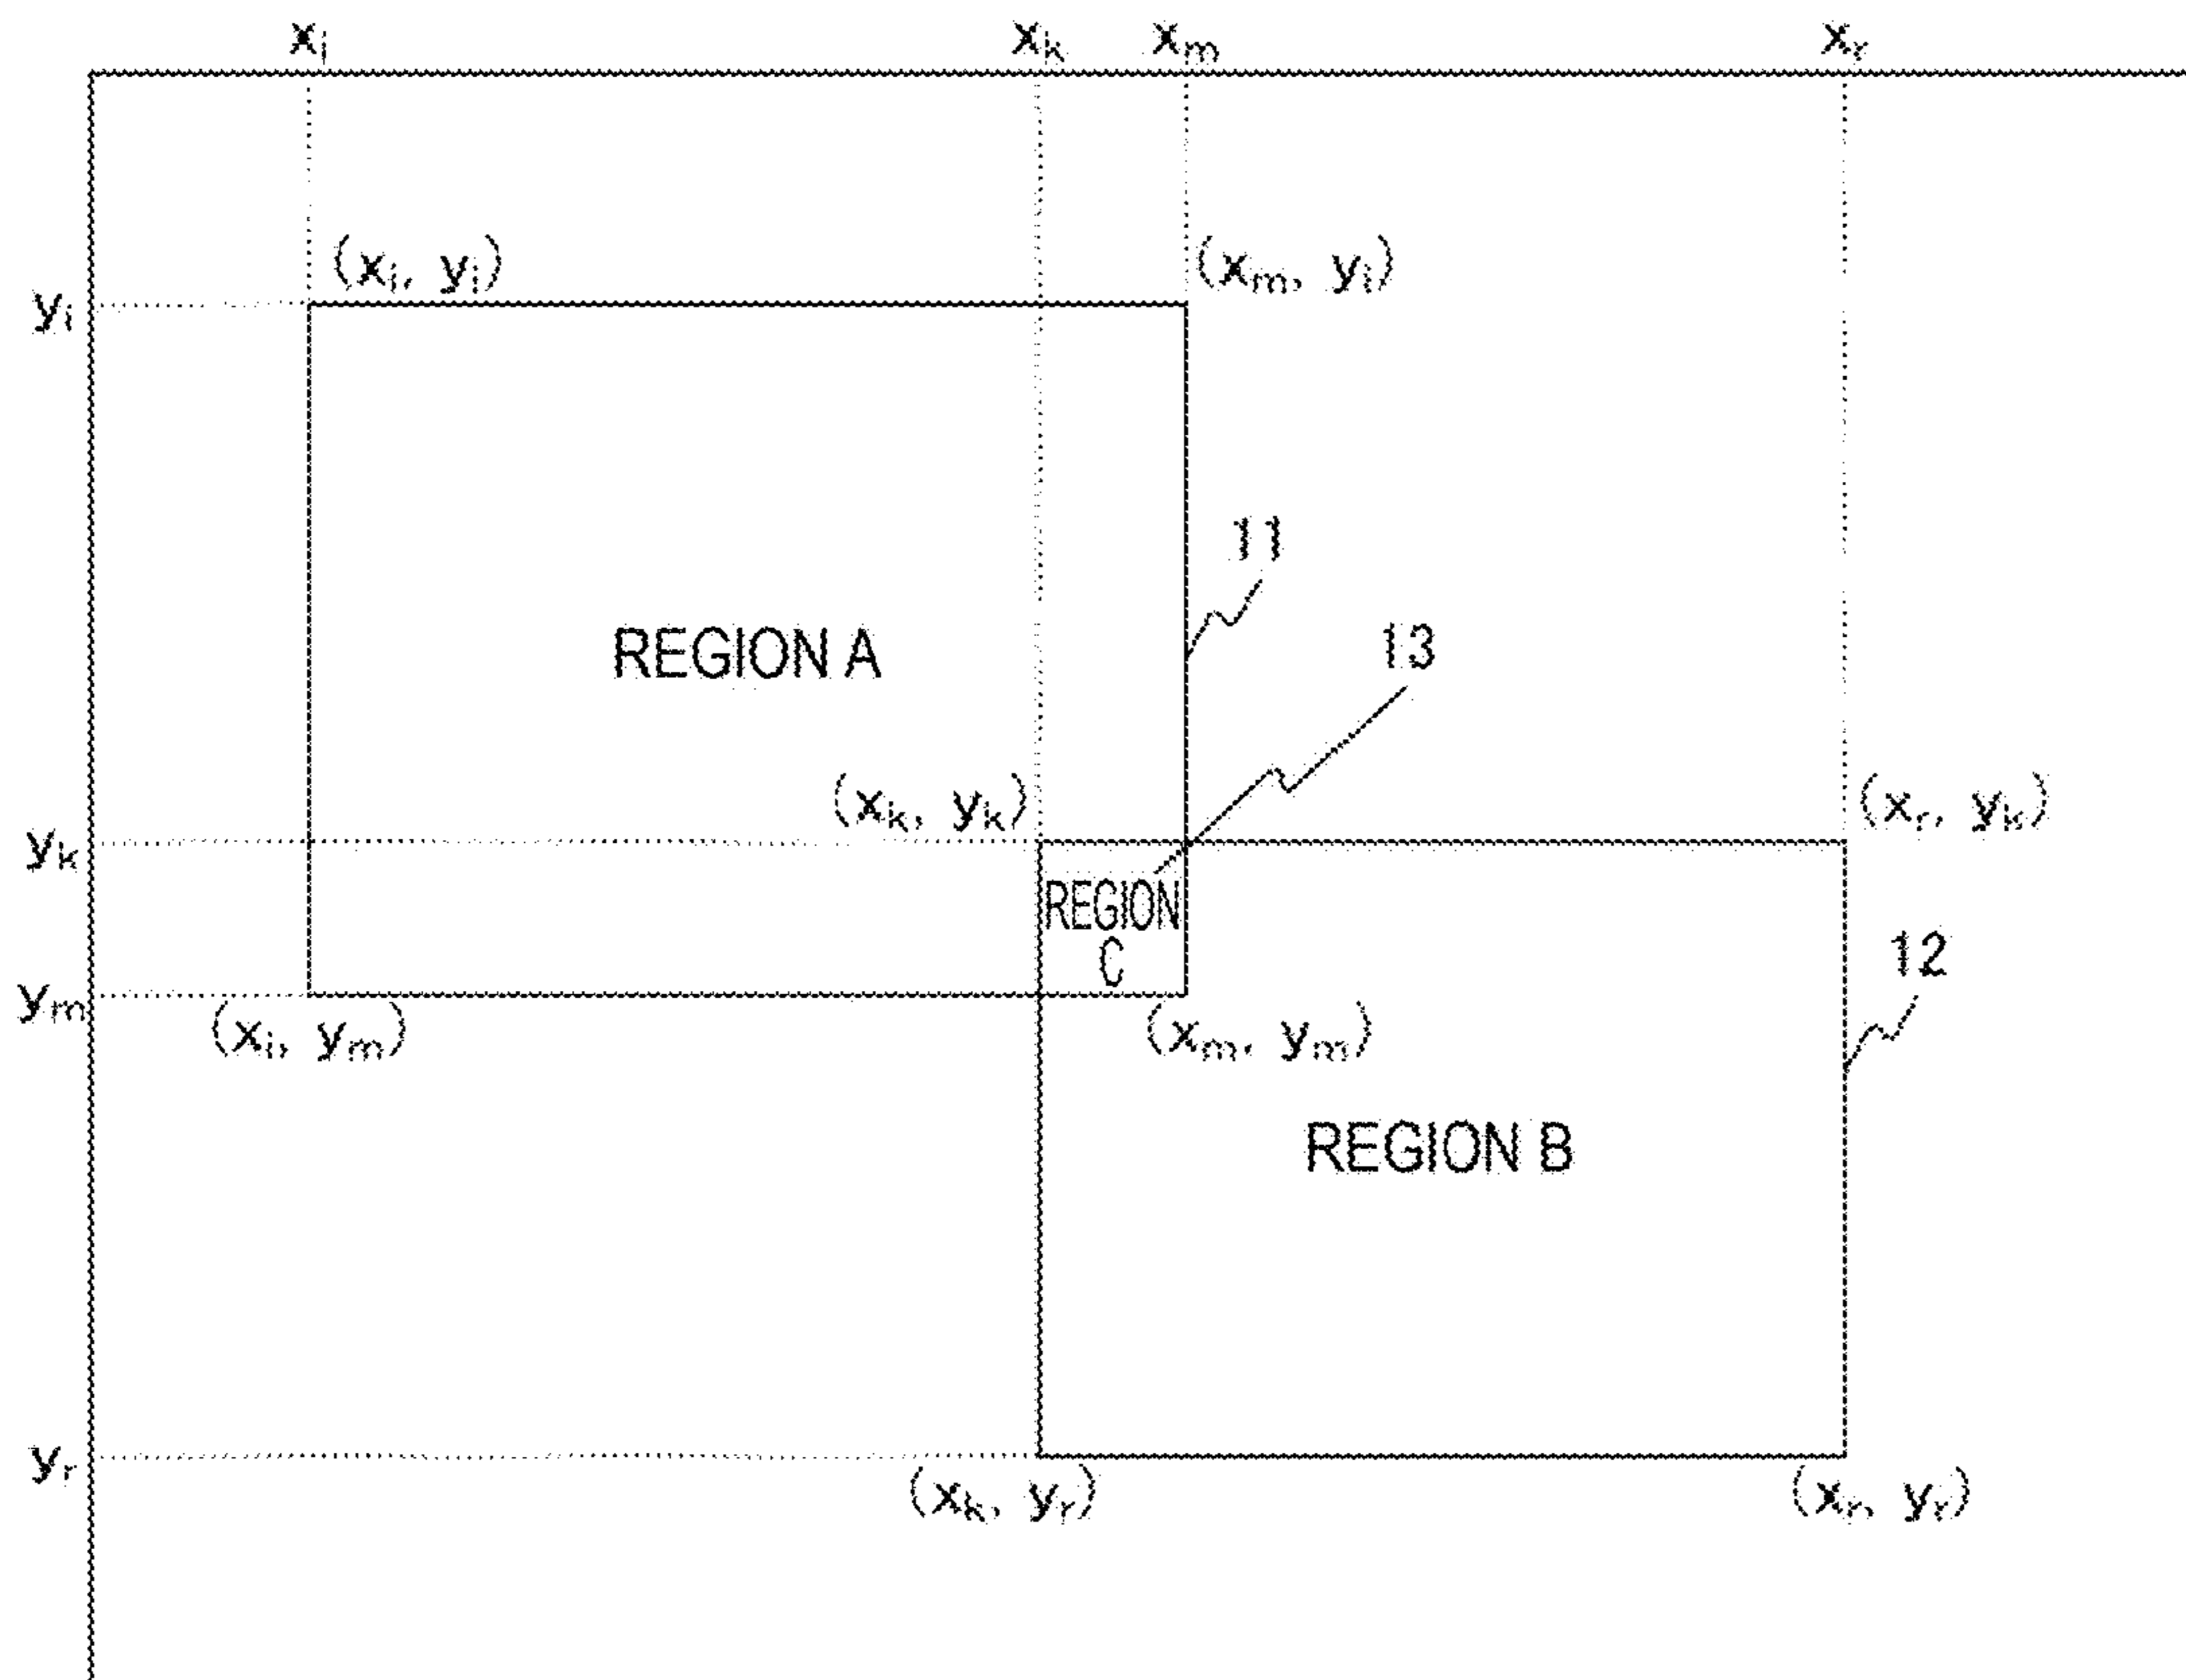 xi xk xm xr
(xi, yi) (xm, yi)
yi
11
13
REGION A
(xk, yk) (xr, yk)
yk
REGION
C
12
ym
(xi, ym) (xm, ym)
REGION B
yr
(xk, yr) (xr, yr)